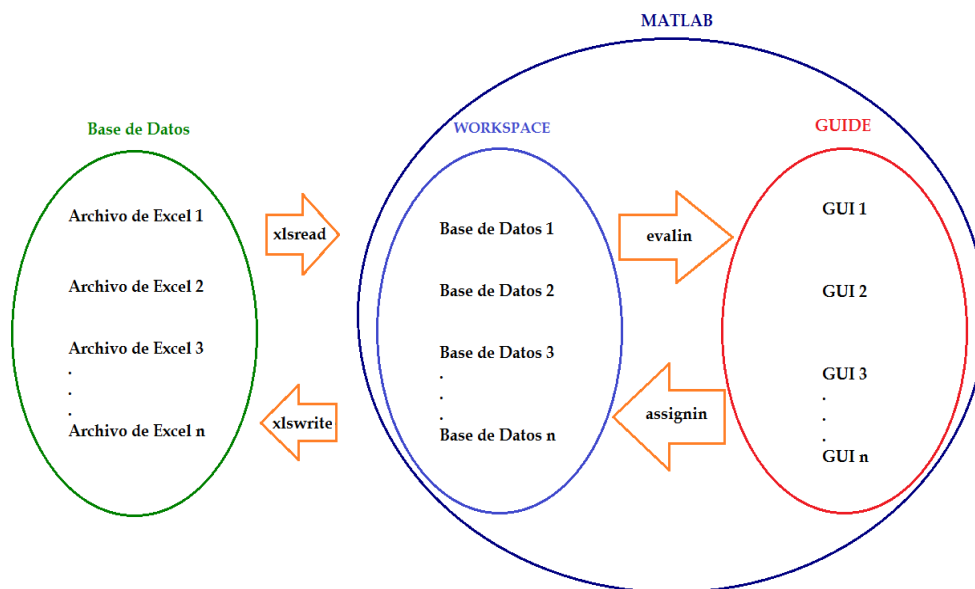 MATLAB
Base de Datos
Archivo de Excel 1
Archivo de Excel 2
Archivo de Excel 3
.
.
.
Archivo de Excel n
xlsread
xlswrite
WORKSPACE
Base de Datos 1
Base de Datos 2
Base de Datos 3
.
.
.
Base de Datos n
evalin
assignin
GUIDE
GUI 1
GUI 2
GUI 3
.
.
.
GUI n